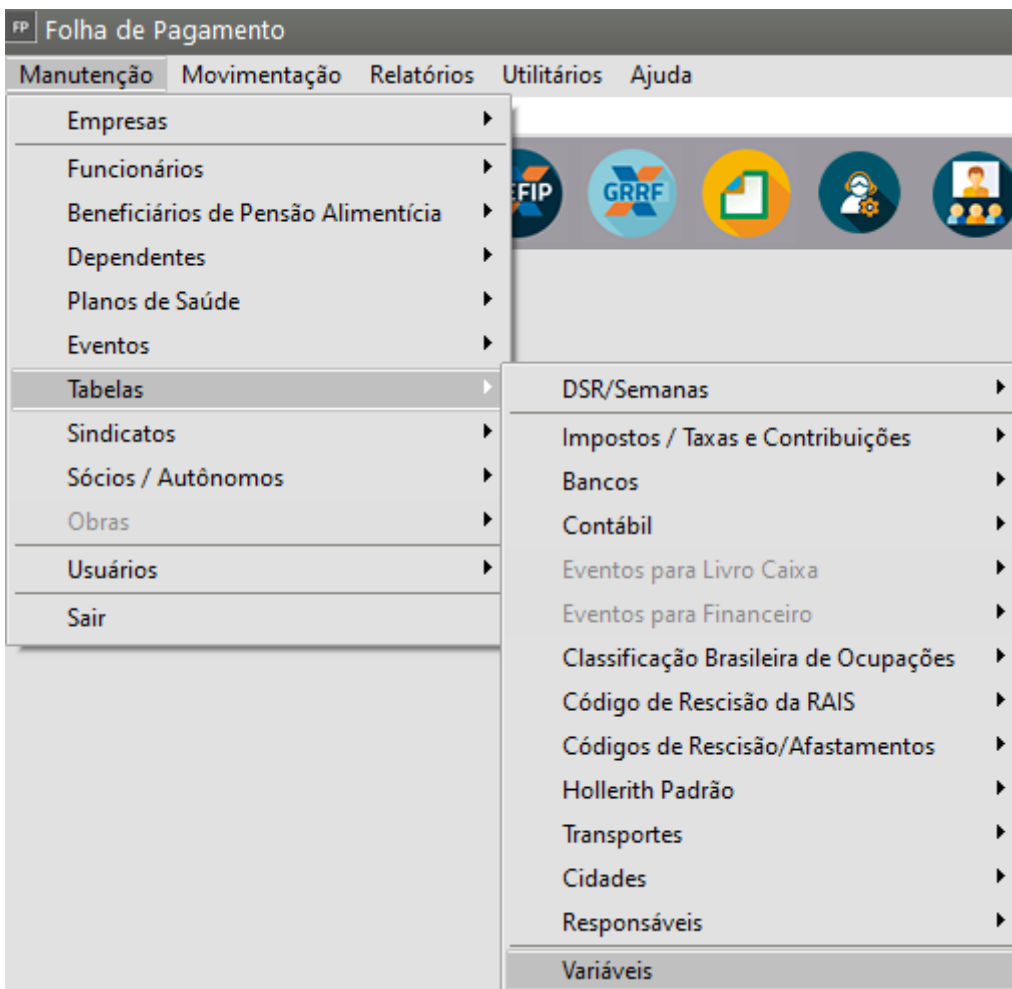 FP Folha de Pagamento
Manutenção Movimentação Relatórios Utilitários Ajuda
Empresas
Funcionários
Beneficiários de Pensão Alimentícia
Dependentes
Planos de Saúde
Eventos
Tabelas
Sindicatos
Sócios / Autônomos
Obras
Usuários
Sair
EFIP
GRRF
DSR/Semanas
Impostos / Taxas e Contribuições
Bancos
Contábil
Eventos para Livro Caixa
Eventos para Financeiro
Classificação Brasileira de Ocupações
Código de Rescisão da RAIS
Códigos de Rescisão/Afastamentos
Hollerith Padrão
Transportes
Cidades
Responsáveis
Variáveis